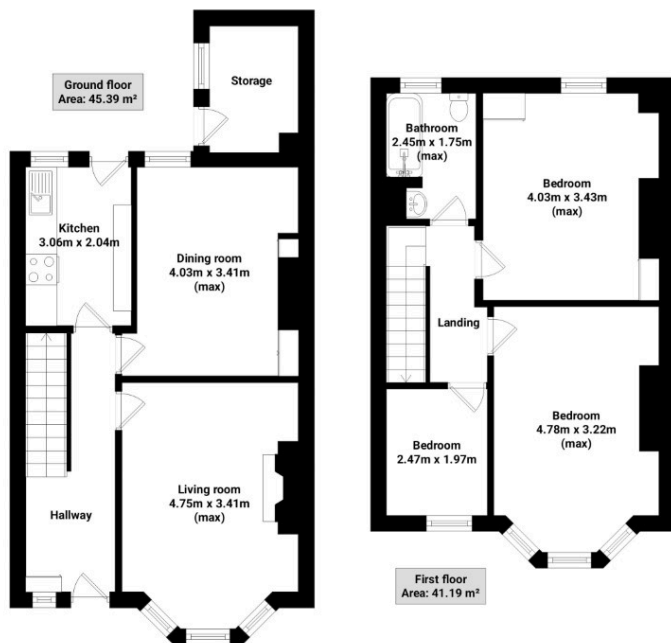 Ground floor
Area: 45.39 m²
Storage
Kitchen
3.06m x 2.04m
Dining room
4.03m x 3.41m
(max)
Living room
4.75m x 3.41m
(max)
Hallway
Bathroom
2.45m x 1.75m
(max)
Bedroom
4.03m x 3.43m
(max)
Landing
Bedroom
4.78m x 3.22m
(max)
Bedroom
2.47m x 1.97m
First floor
Area: 41.19 m²